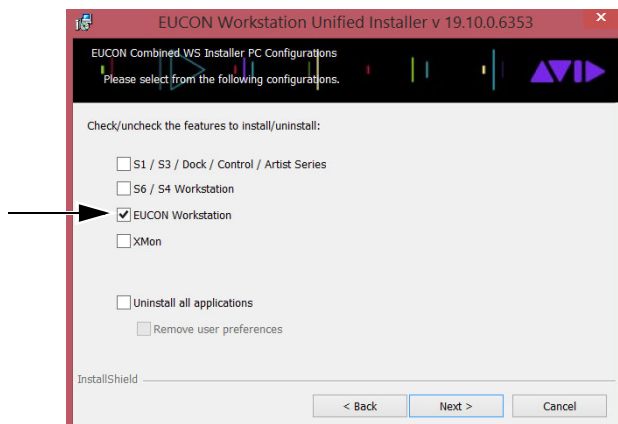 EUCON Workstation Unified Installer v 19.10.0.6353
EUCON Combined WS Installer PC Configurations
Please select from the following configurations.
AVID
Check/uncheck the features to install/uninstall:
S1 / S3 / Dock / Control / Artist Series
S6 / S4 Workstation
EUCON Workstation
XMon
Uninstall all applications
Remove user preferences
InstallShield
< Back Next > Cancel